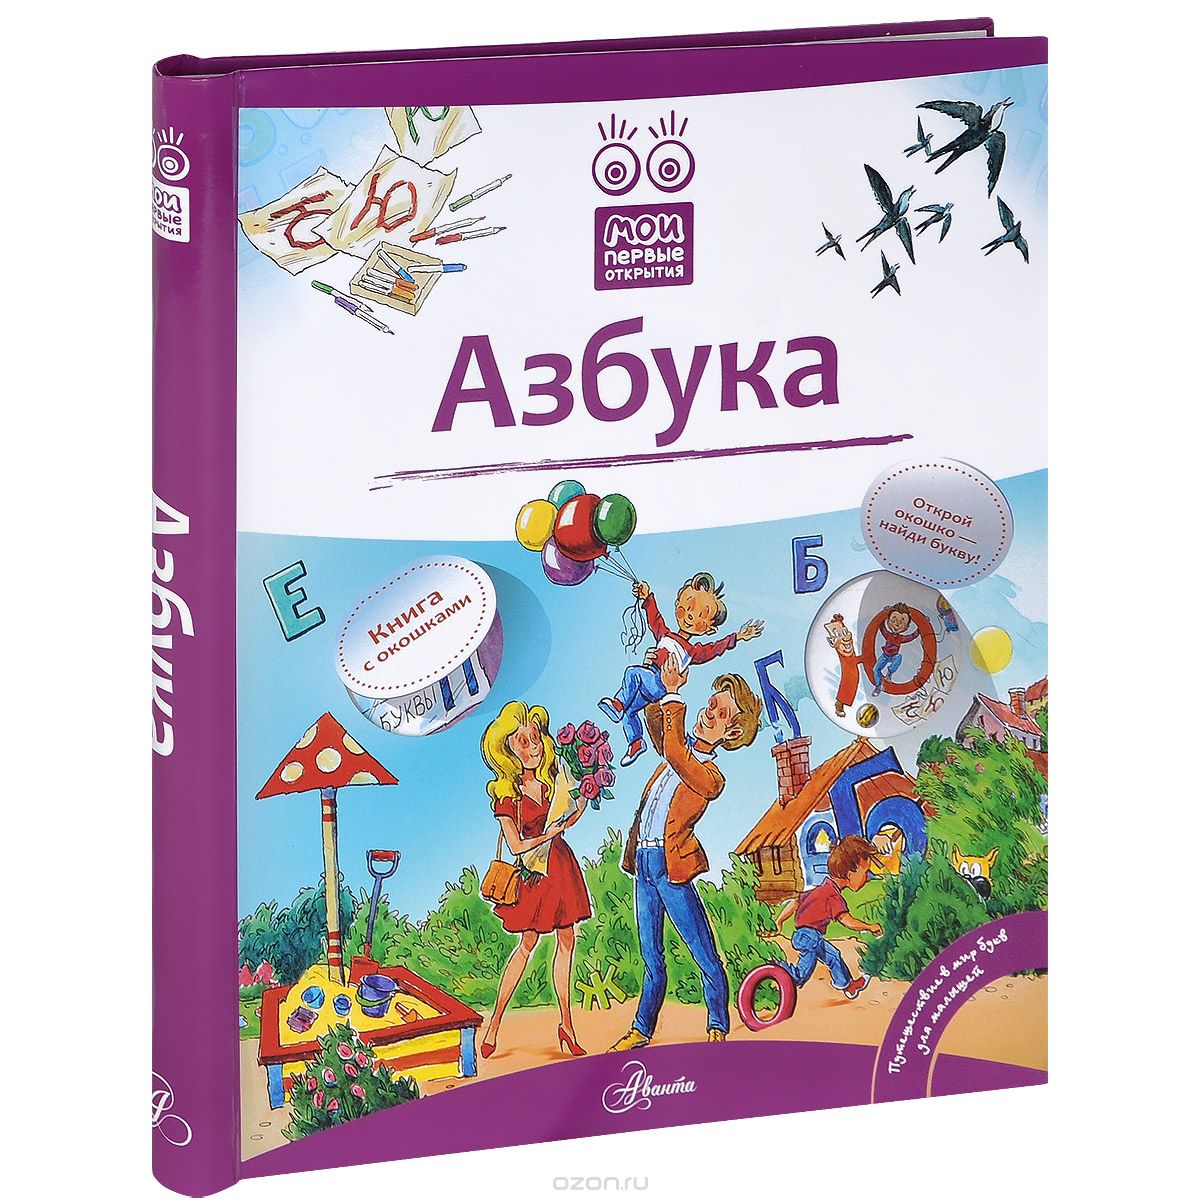 мои
первые
открытия
Азбука
мои
первые
открытия
Азбука
Открой
окошко —
найди букву!
Е
Б
Книга
с окошками
БУКВЫ
П
Ю
Ю
Ю
Ж
О
Путешествие в мир букв
для малышей
Аванта
ozon.ru